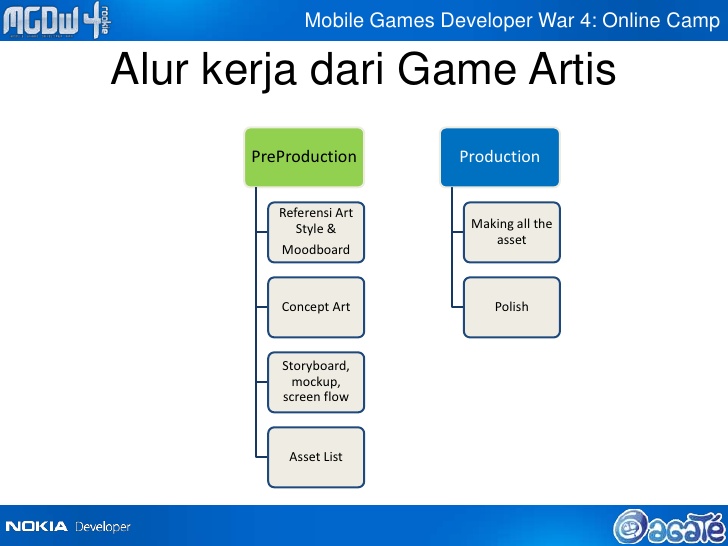 MGDW 4 rookie
Mobile Games Developer War 4: Online Camp
Alur kerja dari Game Artis
PreProduction
Referensi Art
Style &
Moodboard
Concept Art
Storyboard,
mockup,
screen flow
Asset List
Production
Making all the
asset
Polish
NOKIA Developer
agate